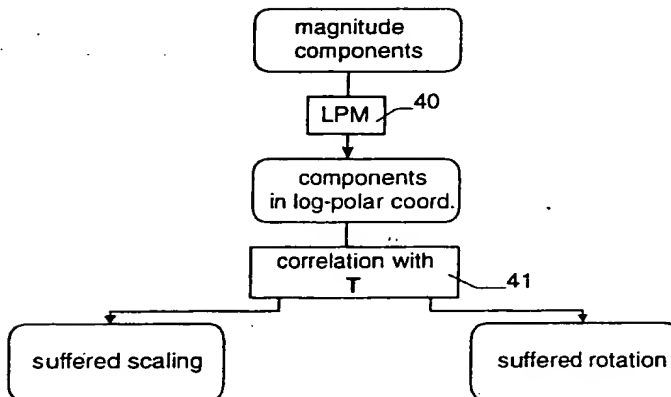 magnitude
components
LPM
40
components
in log-polar coord.
correlation with
T
41
suffered scaling
suffered rotation